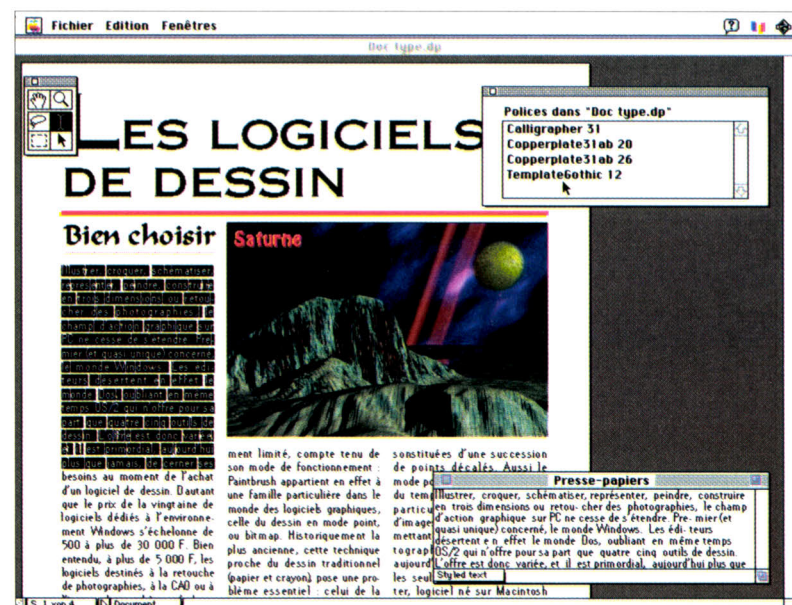 Fichier Edition Fenêtres
Doc type.dp
LES LOGICIELS
DE DESSIN
Polices dans "Doc type.dp"
Calligrapher 31
Copperplate31ab 20
Copperplate31ab 26
TemplateGothic 12
Bien choisir
Saturne
Illustrer, croquer, schématiser,
représenter, peindre, construire
en trois dimensions ou retou-
cher des photographies, le
champ d'action graphique sur
PC ne cesse de s'étendre. Pre-
mier (et quasi unique) concerné,
le monde Windows. Les édi-
teurs désertent en effet le
monde Dos, oubliant en même
temps OS/2 qui n'offre pour sa
part que quatre cinq outils de
dessin. L'offre est donc variée,
et il est primordial, aujourd'hui
plus que jamais, de cerner ses
besoins au moment de l'achat
d'un logiciel de dessin. D'autant
que le prix de la vingtaine de
logiciels dédiés à l'environne-
ment Windows s'échelonne de
500 à plus de 30 000 F. Bien
entendu, à plus de 5 000 F, les
logiciels destinés à la retouche
de photographies, à la CAO ou à
ment limité, compte tenu de
son mode de fonctionnement :
Paintbrush appartient en effet à
une famille particulière dans le
monde des logiciels graphiques,
celle du dessin en mode point,
ou bitmap. Historiquement la
plus ancienne, cette technique
proche du dessin traditionnel
(papier et crayon) pose une pro-
blème essentiel : celui de la
sonstituées d'une succession
de points décalés. Aussi le
mode po
du temp
particu
d'image
mettant
tograph
aujourd
les seul
ter, logiciel né sur Macintosh
Presse-papiers
Illustrer, croquer, schématiser, représenter, peindre, construire
en trois dimensions ou retou- cher des photographies, le champ
d'action graphique sur PC ne cesse de s'étendre. Pre- mier (et
quasi unique) concerné, le monde Windows. Les édi- teurs
désertent e n effet le monde Dos, oubliant en même temps
OS/2 qui n'offre pour sa part que quatre cinq outils de dessin.
L'offre est donc variée, et il est primordial, aujourd'hui plus que
Styled text
S. 1 von 4 Document